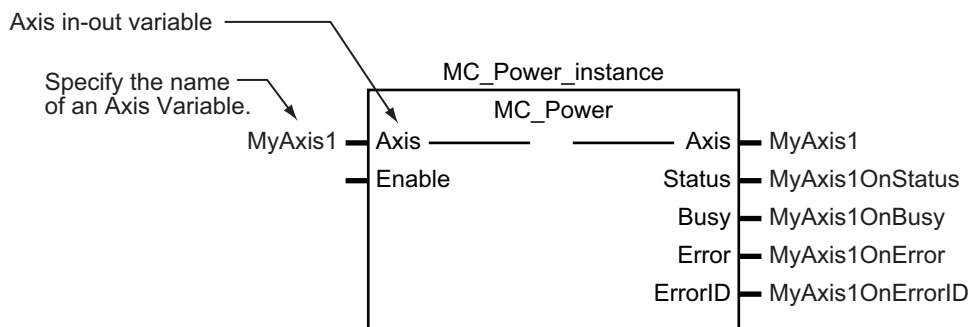 Axis in-out variable
Specify the name
of an Axis Variable.
MC_Power_instance
MC_Power
MyAxis1 Axis Axis MyAxis1
Enable Status MyAxis1OnStatus
Busy MyAxis1OnBusy
Error MyAxis1OnError
ErrorID MyAxis1OnErrorID